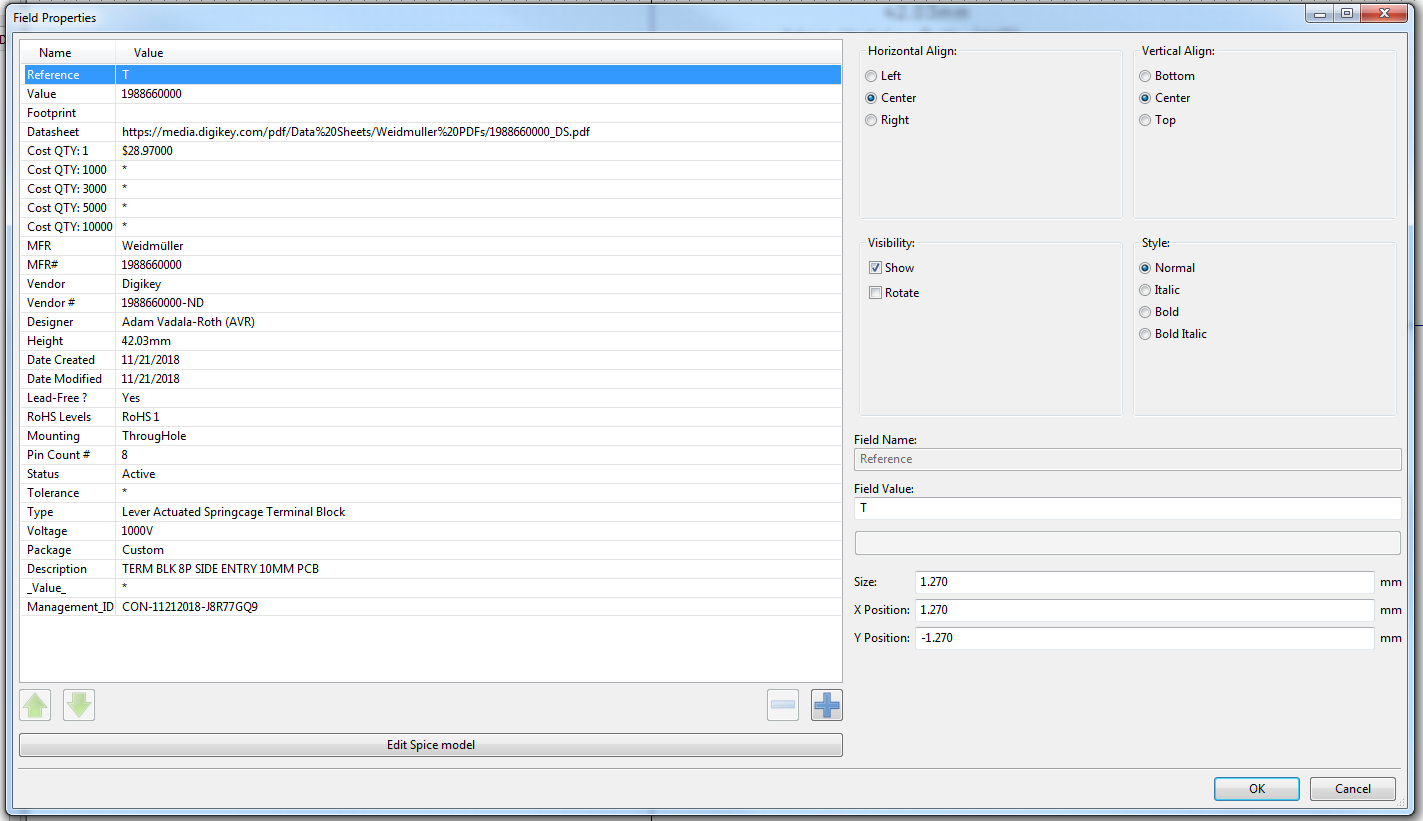 42.03mm
Field Properties
Name Value
Reference T
Value 1988660000
Footprint
Datasheet https://media.digikey.com/pdf/Data%20Sheets/Weidmuller%20PDFs/1988660000_DS.pdf
Cost QTY: 1 $28.97000
Cost QTY: 1000 *
Cost QTY: 3000 *
Cost QTY: 5000 *
Cost QTY: 10000 *
MFR Weidmüller
MFR# 1988660000
Vendor Digikey
Vendor # 1988660000-ND
Designer Adam Vadala-Roth (AVR)
Height 42.03mm
Date Created 11/21/2018
Date Modified 11/21/2018
Lead-Free ? Yes
RoHS Levels RoHS 1
Mounting ThrougHole
Pin Count # 8
Status Active
Tolerance *
Type Lever Actuated Springcage Terminal Block
Voltage 1000V
Package Custom
Description TERM BLK 8P SIDE ENTRY 10MM PCB
_Value_ *
Management_ID CON-11212018-J8R77GQ9
Edit Spice model
Horizontal Align:
Left
Center
Right
Vertical Align:
Bottom
Center
Top
Visibility:
Show
Rotate
Style:
Normal
Italic
Bold
Bold Italic
Field Name:
Reference
Field Value:
T
Size: 1.270 mm
X Position: 1.270 mm
Y Position: -1.270 mm
OK Cancel